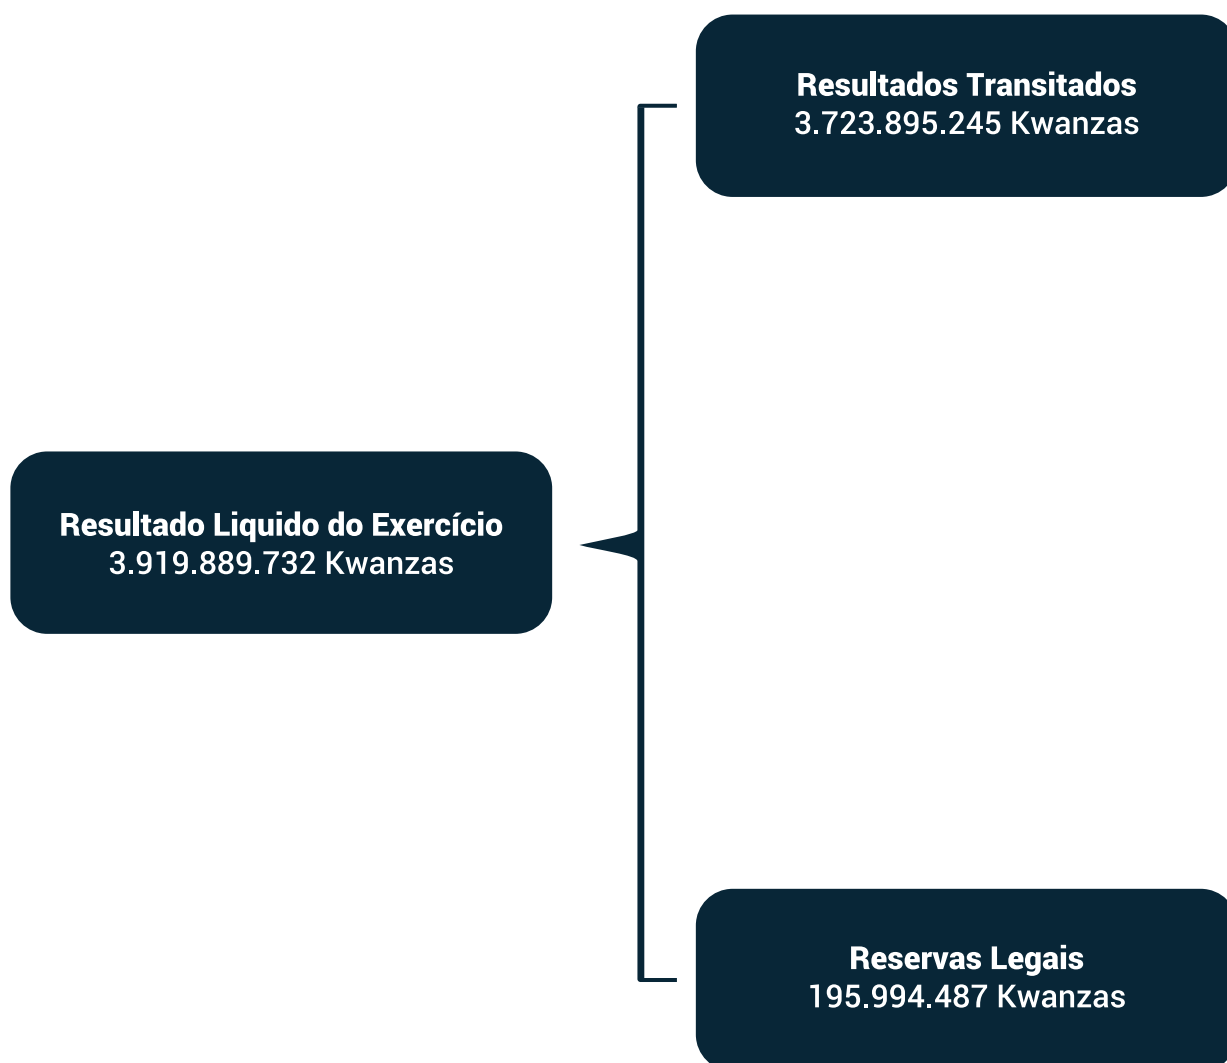 Resultados Transitados
3.723.895.245 Kwanzas
Resultado Liquido do Exercício
3.919.889.732 Kwanzas
Reservas Legais
195.994.487 Kwanzas